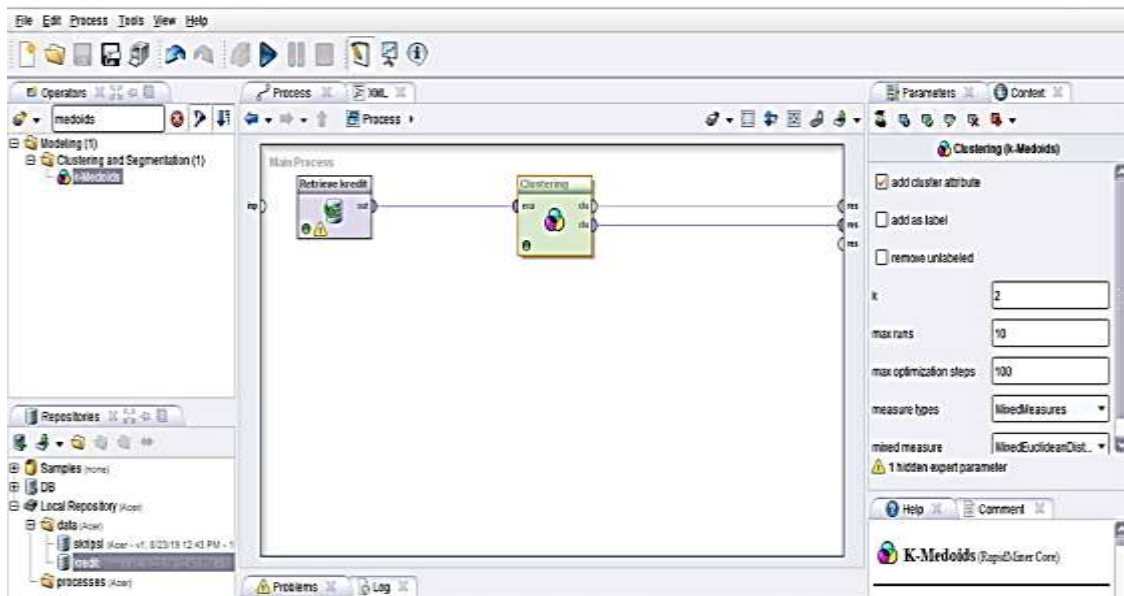 File Edit Process Tools View Help
Operators
medoids
Modeling (1)
Clustering and Segmentation (1)
k-Medoids
Repositories
Samples (none)
DB
Local Repository (Acer)
data (Acer)
skripsi (Acer - v1, 8/23/19 12:43 PM - 1
kredit
processes (Acer)
Process
XML
Process
Main Process
Retrieve kredit
out
inp
Clustering
exa
clu
clu
res
res
res
Problems
Log
Parameters
Context
Clustering (k-Medoids)
add cluster attribute
add as label
remove unlabeled
k
2
max runs
10
max optimization steps
100
measure types
MixedMeasures
mixed measure
MixedEuclideanDist...
1 hidden expert parameter
Help
Comment
K-Medoids (RapidMiner Core)